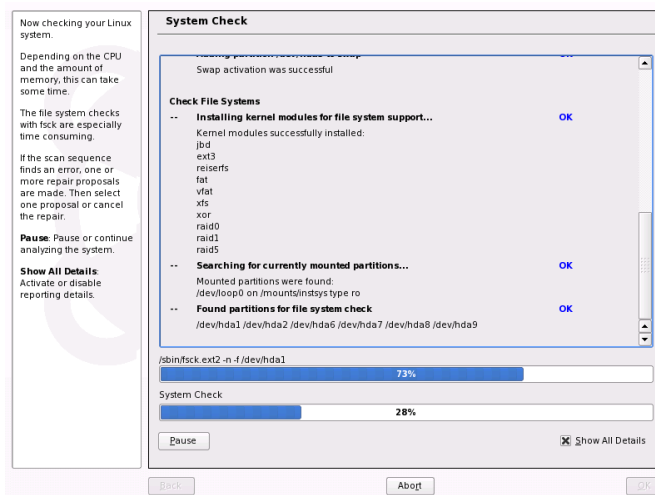 Now checking your Linux
system.
Depending on the CPU
and the amount of
memory, this can take
some time.
The file system checks
with fsck are especially
time consuming.
If the scan sequence
finds an error, one or
more repair proposals
are made. Then select
one proposal or cancel
the repair.
Pause: Pause or continue
analyzing the system.
Show All Details:
Activate or disable
reporting details.
System Check
Adding partition /dev/hda5 to swap OK
Swap activation was successful
Check File Systems
-- Installing kernel modules for file system support... OK
Kernel modules successfully installed:
jbd
ext3
reiserfs
fat
vfat
xfs
xor
raid0
raid1
raid5
-- Searching for currently mounted partitions... OK
Mounted partitions were found:
/dev/loop0 on /mounts/instsys type ro
-- Found partitions for file system check OK
/dev/hda1 /dev/hda2 /dev/hda6 /dev/hda7 /dev/hda8 /dev/hda9
/sbin/fsck.ext2 -n -f /dev/hda1
73%
System Check
28%
Pause
Show All Details
Back
Abort
OK